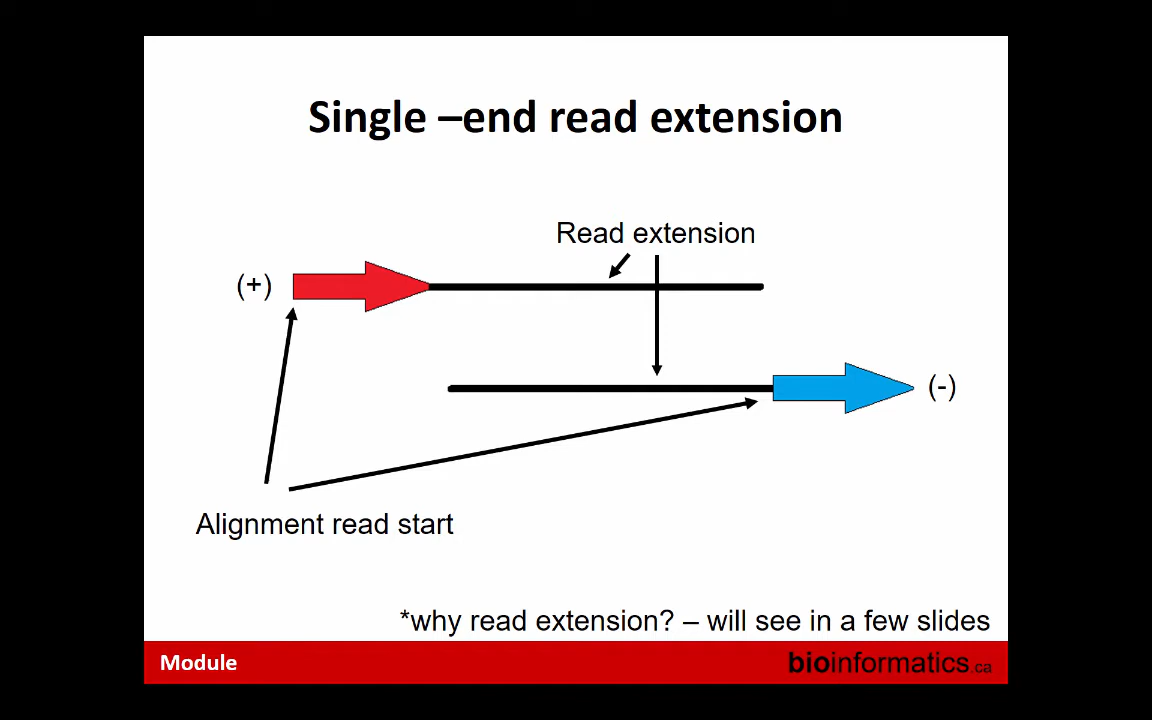 Single –end read extension
Read extension
(+)
(-)
Alignment read start
*why read extension? – will see in a few slides
Module
bioinformatics.ca